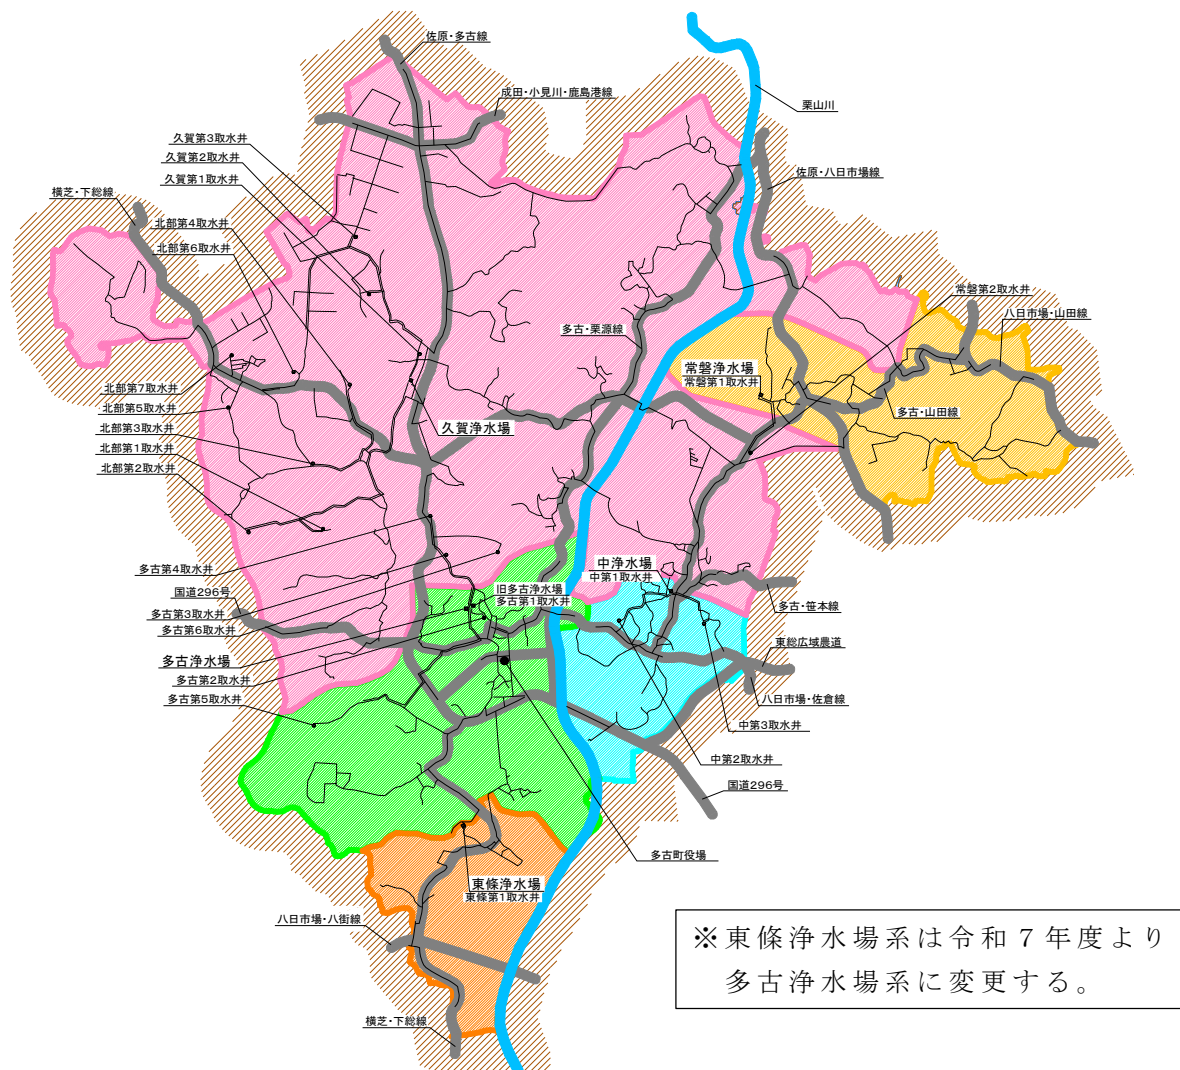 佐原・多古線
成田・小見川・鹿島港線
栗山川
久賀第3取水井
久賀第2取水井
久賀第1取水井
佐原・八日市場線
横芝・下総線
北部第4取水井
北部第6取水井
常磐第2取水井
八日市場・山田線
多古・栗源線
常磐浄水場
常磐第1取水井
北部第7取水井
北部第5取水井
北部第3取水井
北部第1取水井
北部第2取水井
多古・山田線
久賀浄水場
多古第4取水井
国道296号
多古第3取水井
多古第6取水井
多古浄水場
多古第2取水井
多古第5取水井
旧多古浄水場
多古第1取水井
中浄水場
中第1取水井
多古・笹本線
東総広域農道
八日市場・佐倉線
中第3取水井
中第2取水井
国道296号
多古町役場
東條浄水場
東條第1取水井
八日市場・八街線
横芝・下総線
※東條浄水場系は令和7年度より
多古浄水場系に変更する。